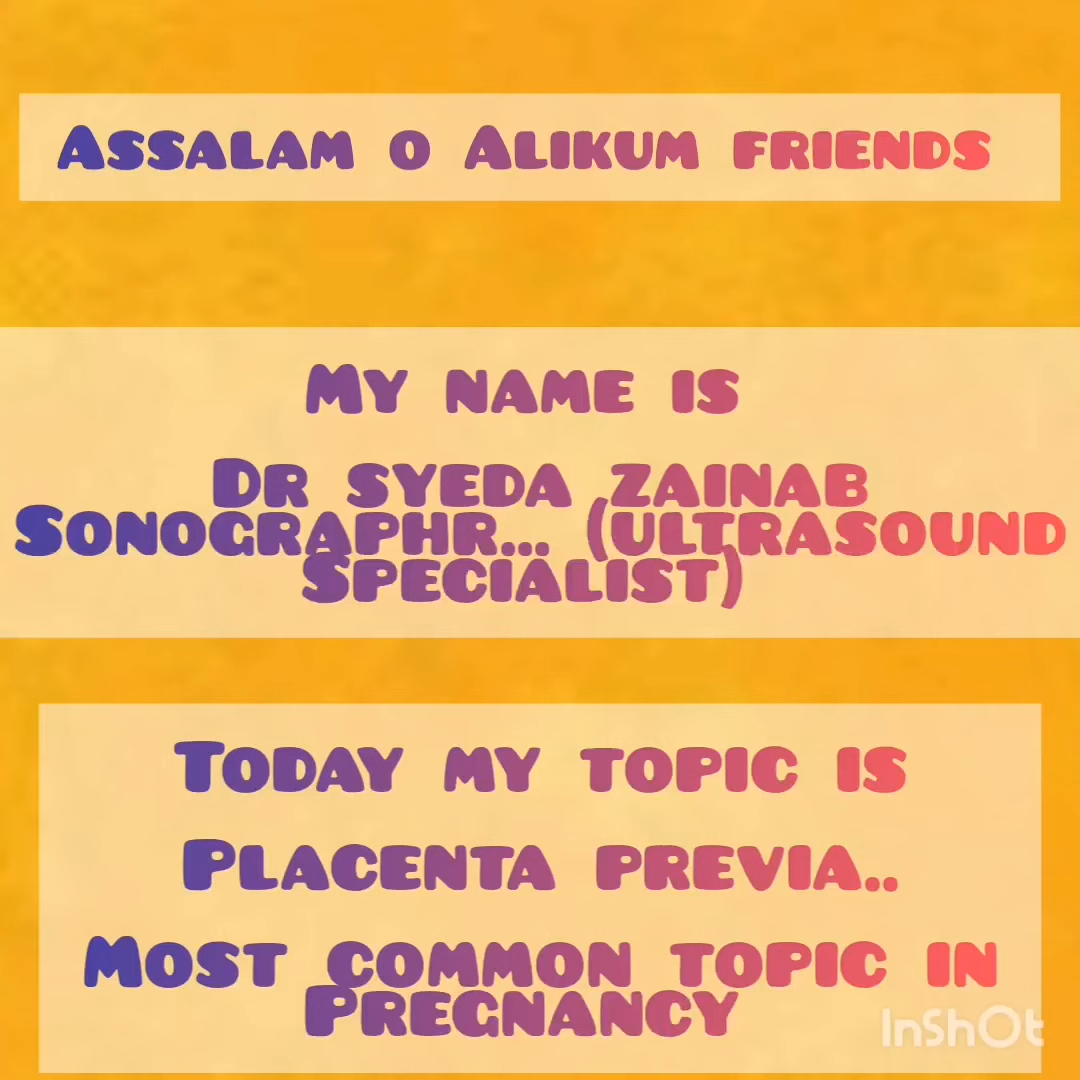 Assalam o Alikum friends
My name is
Dr syeda zainab
Sonographr... (ultrasound
Specialist)
Today my topic is
Placenta previa..
Most common topic in
Pregnancy
InShOt